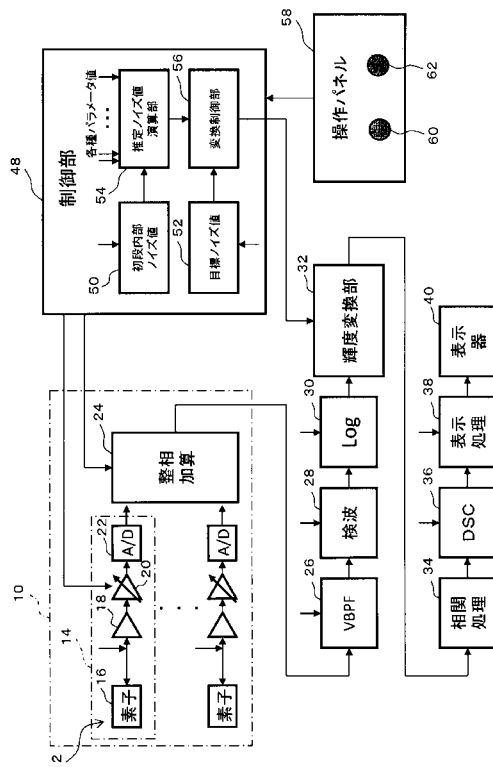 10
14
2
16
素子
18
20
22
A/D
24
整相
加算
素子
A/D
48
制御部
各種パラメータ値
50
初段内部
ノイズ値
54
推定ノイズ値
演算部
52
目標ノイズ値
56
変換制御部
58
操作パネル
60
62
26
VBPF
28
検波
30
Log
32
輝度変換部
34
相関
処理
36
DSC
38
表示
処理
40
表示
器